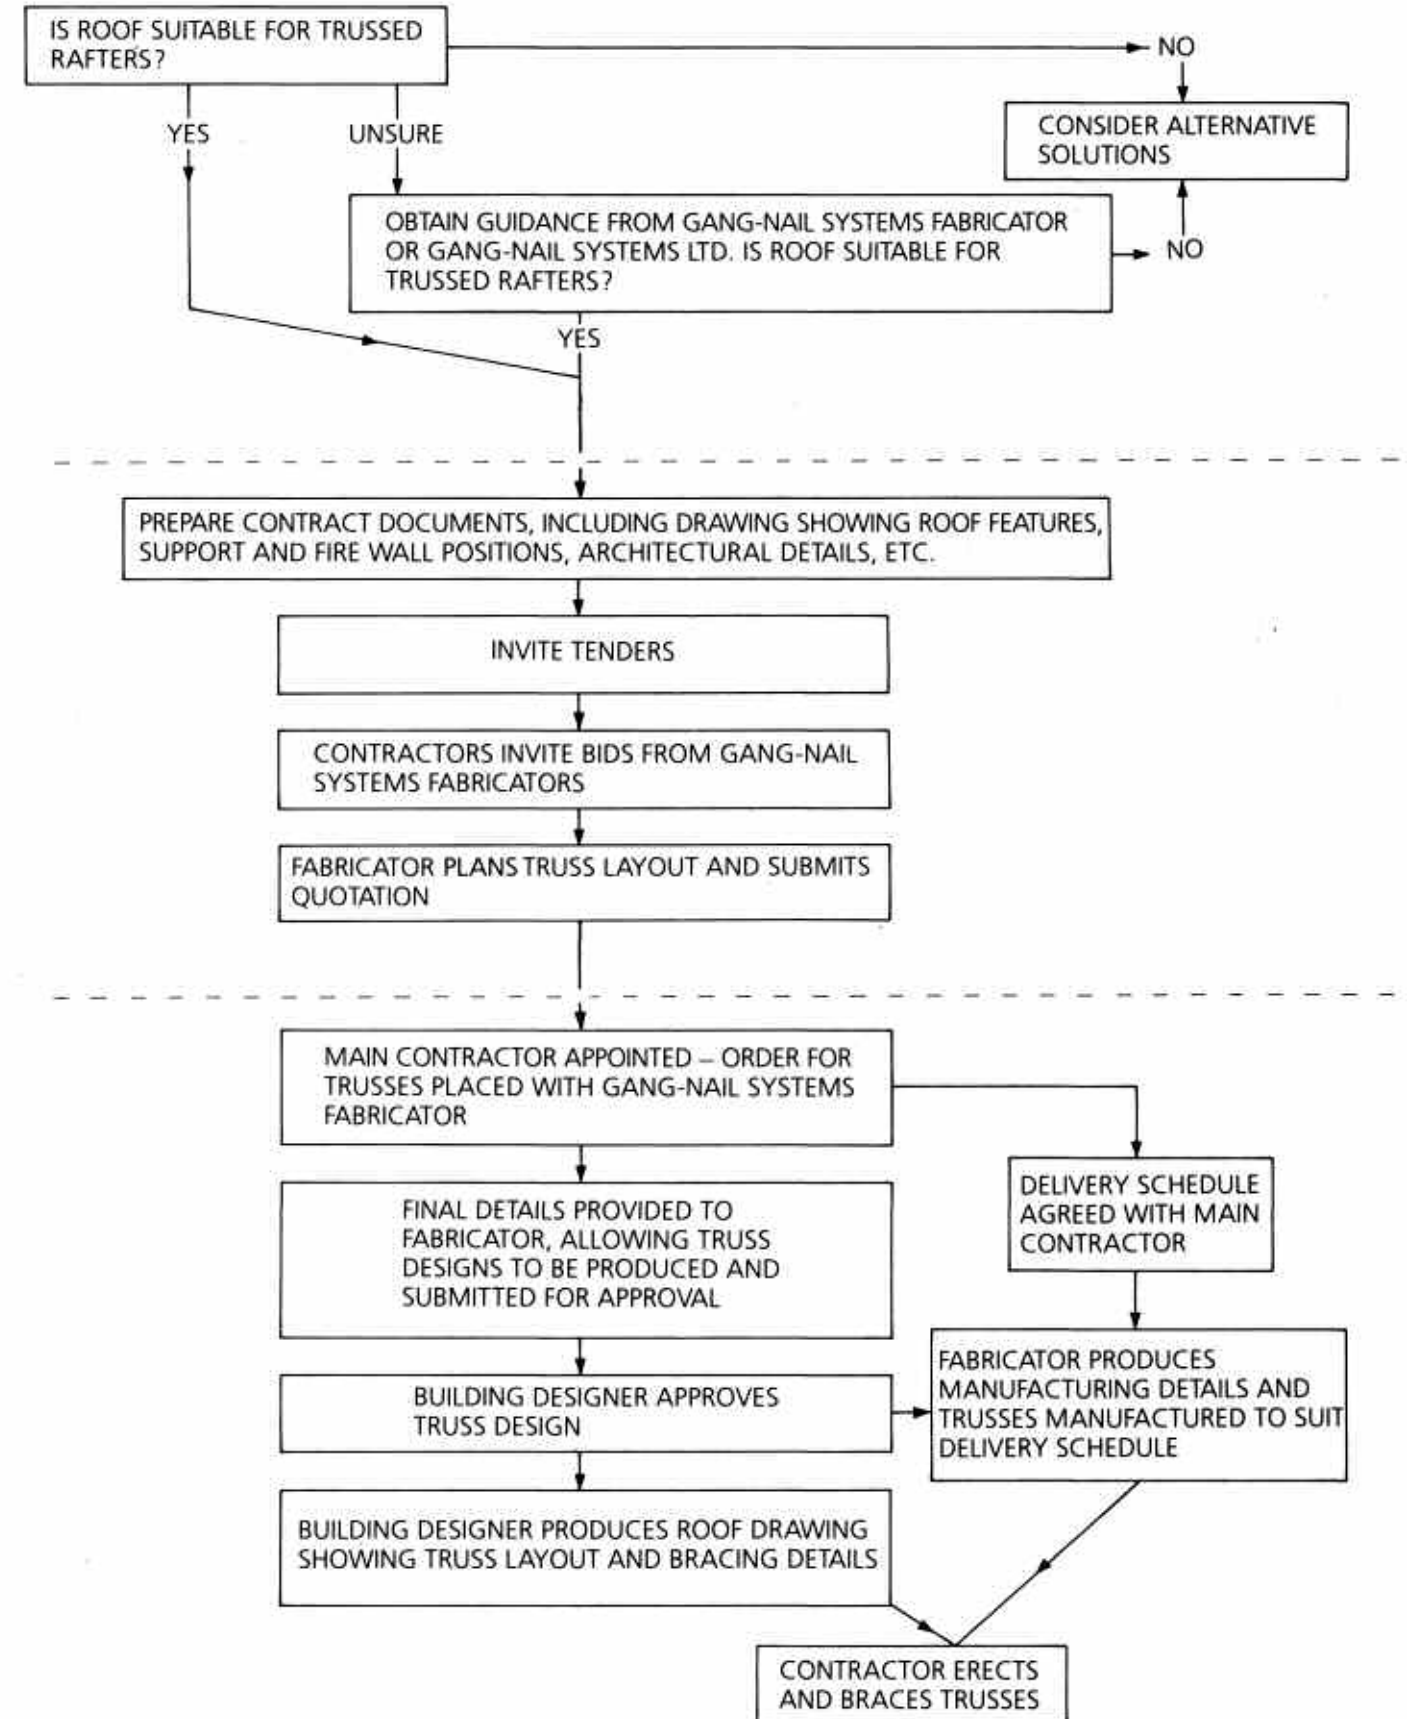 IS ROOF SUITABLE FOR TRUSSED
RAFTERS?
NO
YES
UNSURE
CONSIDER ALTERNATIVE
SOLUTIONS
OBTAIN GUIDANCE FROM GANG-NAIL SYSTEMS FABRICATOR
OR GANG-NAIL SYSTEMS LTD. IS ROOF SUITABLE FOR
TRUSSED RAFTERS?
NO
YES
PREPARE CONTRACT DOCUMENTS, INCLUDING DRAWING SHOWING ROOF FEATURES,
SUPPORT AND FIRE WALL POSITIONS, ARCHITECTURAL DETAILS, ETC.
INVITE TENDERS
CONTRACTORS INVITE BIDS FROM GANG-NAIL
SYSTEMS FABRICATORS
FABRICATOR PLANS TRUSS LAYOUT AND SUBMITS
QUOTATION
MAIN CONTRACTOR APPOINTED – ORDER FOR
TRUSSES PLACED WITH GANG-NAIL SYSTEMS
FABRICATOR
DELIVERY SCHEDULE
AGREED WITH MAIN
CONTRACTOR
FINAL DETAILS PROVIDED TO
FABRICATOR, ALLOWING TRUSS
DESIGNS TO BE PRODUCED AND
SUBMITTED FOR APPROVAL
FABRICATOR PRODUCES
MANUFACTURING DETAILS AND
TRUSSES MANUFACTURED TO SUIT
DELIVERY SCHEDULE
BUILDING DESIGNER APPROVES
TRUSS DESIGN
BUILDING DESIGNER PRODUCES ROOF DRAWING
SHOWING TRUSS LAYOUT AND BRACING DETAILS
CONTRACTOR ERECTS
AND BRACES TRUSSES